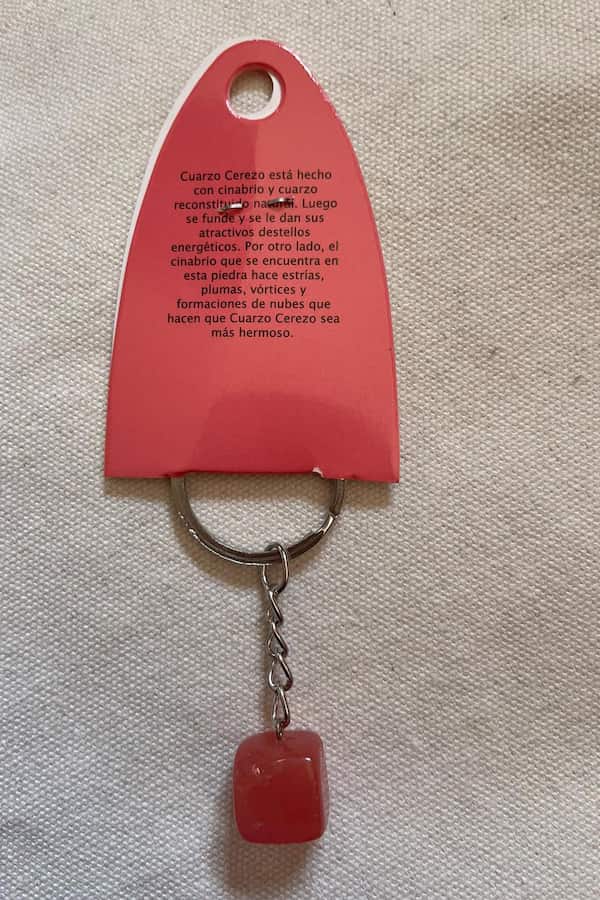 Cuarzo Cerezo está hecho
con cinabrio y cuarzo
reconstituido natural. Luego
se funde y se le dan sus
atractivos destellos
energéticos. Por otro lado, el
cinabrio que se encuentra en
esta piedra hace estrías,
plumas, vórtices y
formaciones de nubes que
hacen que Cuarzo Cerezo sea
más hermoso.